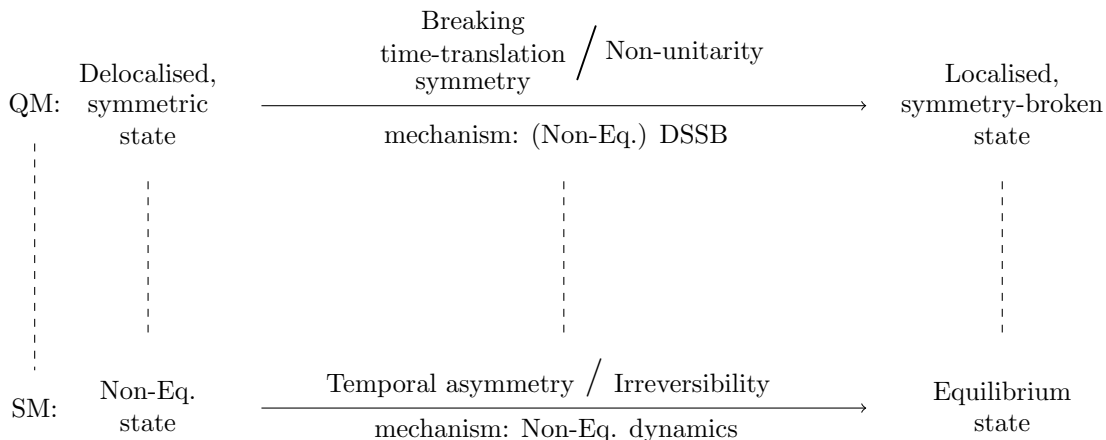 Breaking
time-translation / Non-unitarity
symmetry
Delocalised,
QM: symmetric
state
mechanism: (Non-Eq.) DSSB
Localised,
symmetry-broken
state
Temporal asymmetry / Irreversibility
SM: Non-Eq.
state
mechanism: Non-Eq. dynamics
Equilibrium
state